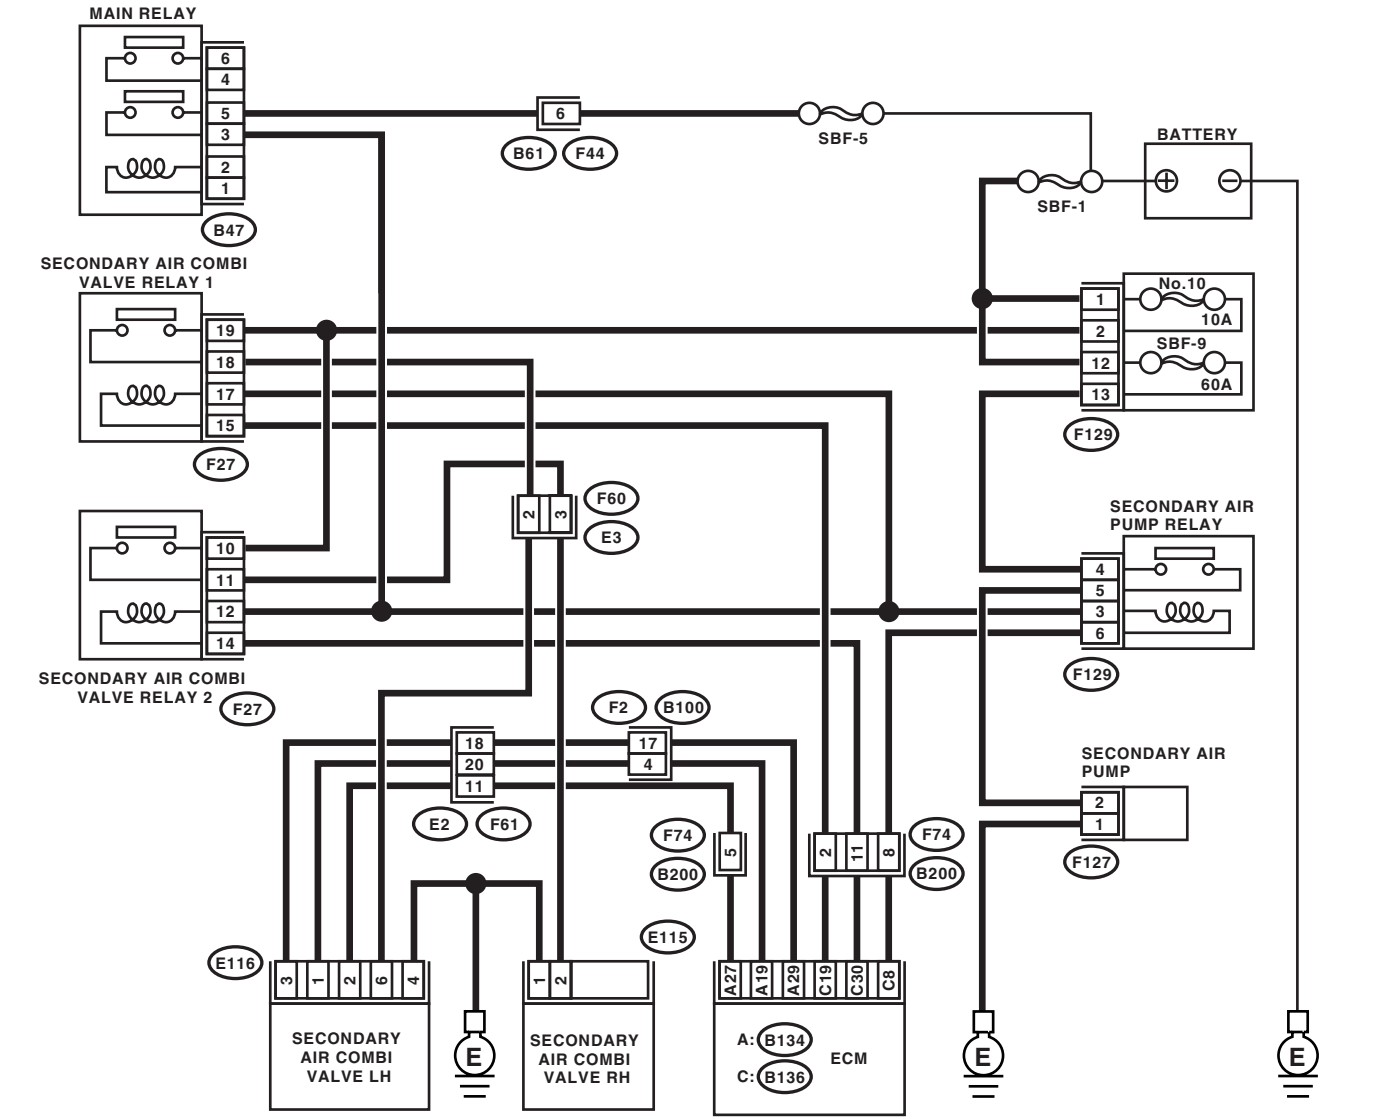 MAIN RELAY
6
4
5
3
2
1
B47
6
B61
F44
SBF-5
BATTERY
SBF-1
SECONDARY AIR COMBI
VALVE RELAY 1
19
18
17
15
F27
No.10
10A
SBF-9
60A
1
2
12
13
F129
2
3
F60
E3
10
11
12
14
SECONDARY AIR COMBI
VALVE RELAY 2
F27
SECONDARY AIR
PUMP RELAY
4
5
3
6
F129
F2
B100
18
20
11
17
4
E2
F61
SECONDARY AIR
PUMP
2
1
F127
F74
5
B200
2
11
8
F74
B200
E116
3
1
2
6
4
E115
1
2
A27
A19
A29
C19
C30
C8
SECONDARY
AIR COMBI
VALVE LH
E
SECONDARY
AIR COMBI
VALVE RH
A: B134
C: B136
ECM
E
E